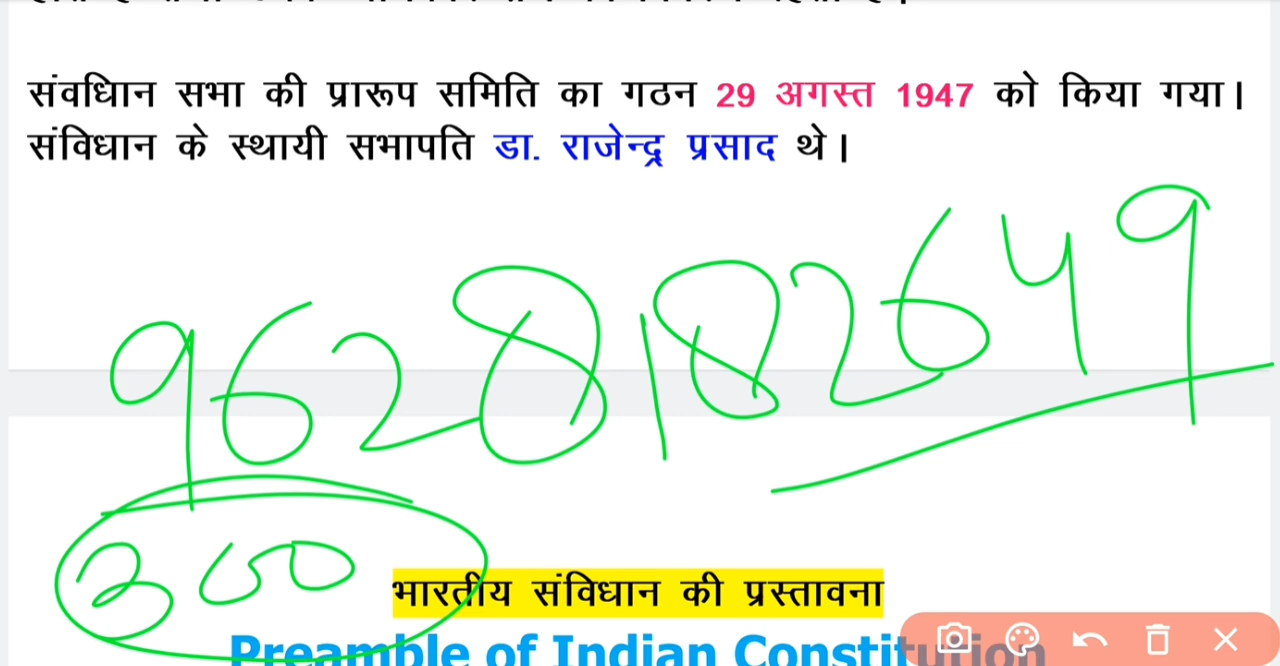 संवधिान सभा की प्रारूप समिति का गठन 29 अगस्त 1947 को किया गया।
संविधान के स्थायी सभापति डा. राजेन्द्र प्रसाद थे।
9628182649
300
भारतीय संविधान की प्रस्तावना
Preamble of Indian Constitution